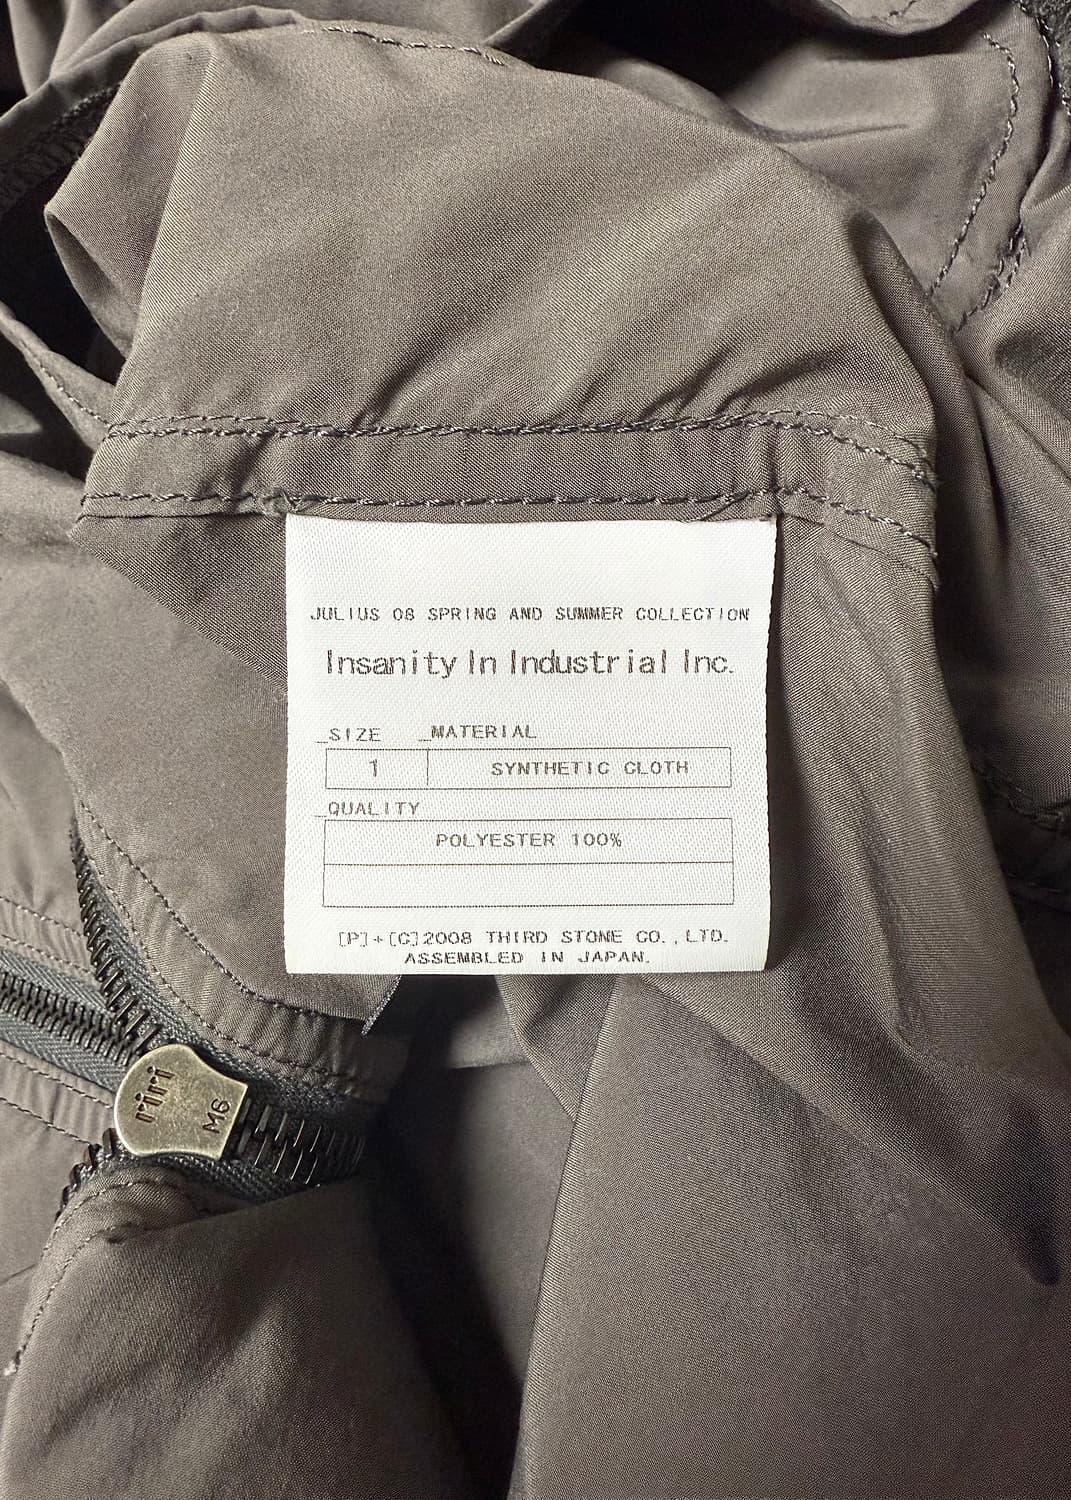 JULIUS 08 SPRING AND SUMMER COLLECTION
Insanity In Industrial Inc.
_SIZE _MATERIAL
1 SYNTHETIC CLOTH
_QUALITY
POLYESTER 100%
[P]+[C]2008 THIRD STONE CO.,LTD.
ASSEMBLED IN JAPAN.
riri
M6